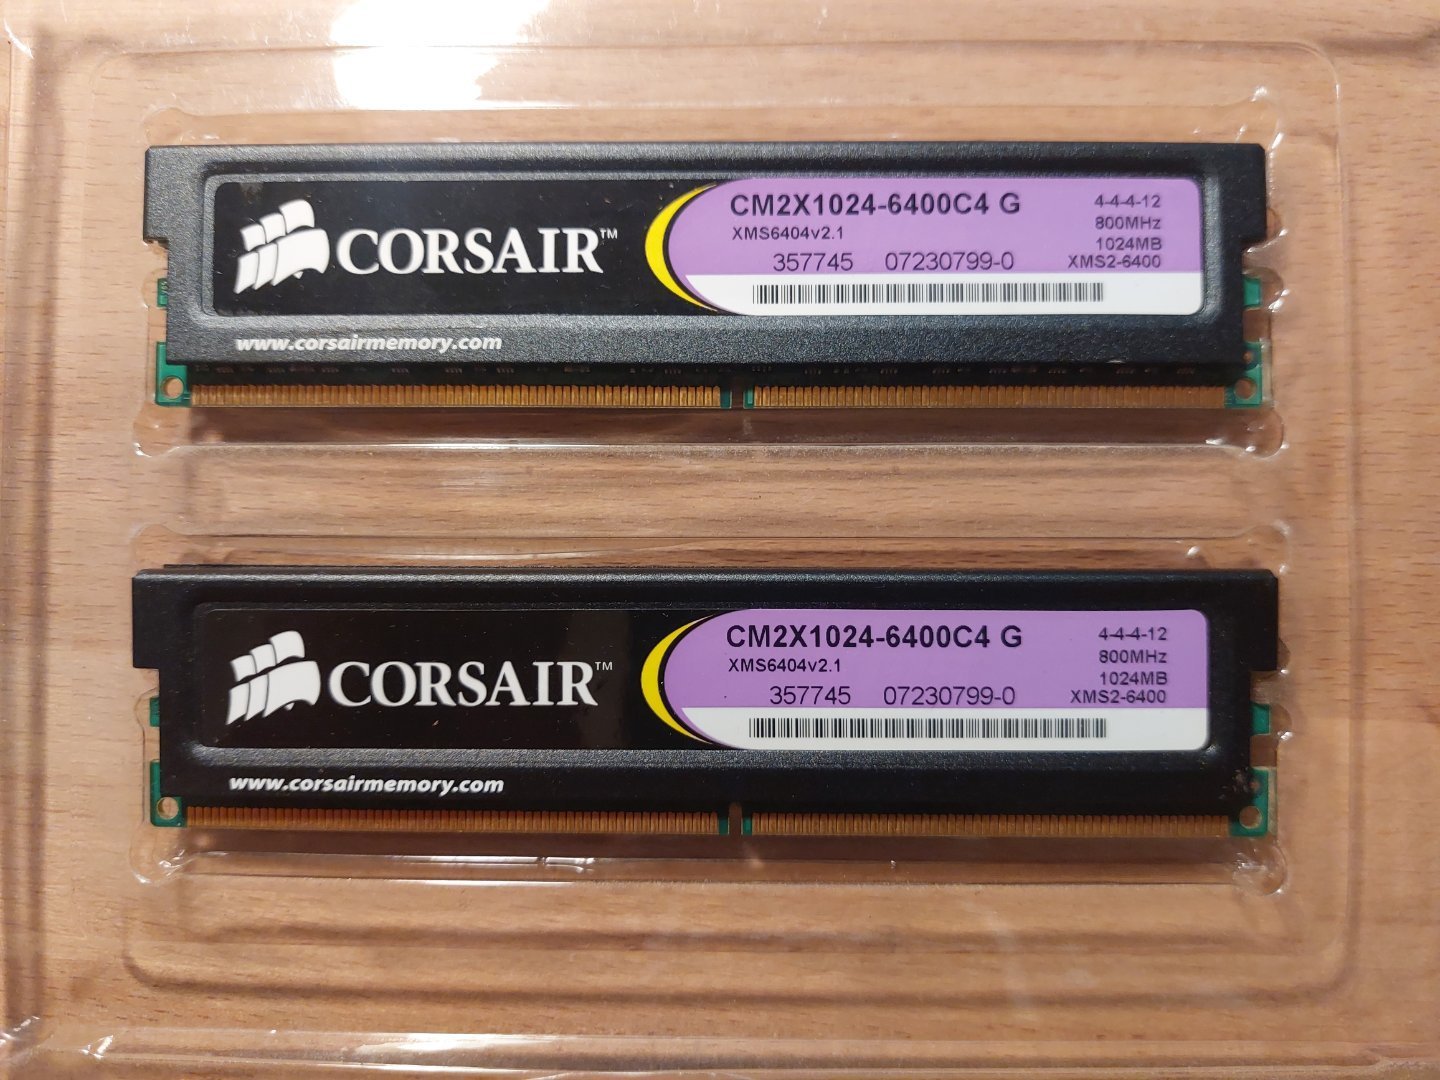 CORSAIR™
www.corsairmemory.com
CM2X1024-6400C4 G
XMS6404v2.1
357745 07230799-0
4-4-4-12
800MHz
1024MB
XMS2-6400
CORSAIR™
www.corsairmemory.com
CM2X1024-6400C4 G
XMS6404v2.1
357745 07230799-0
4-4-4-12
800MHz
1024MB
XMS2-6400